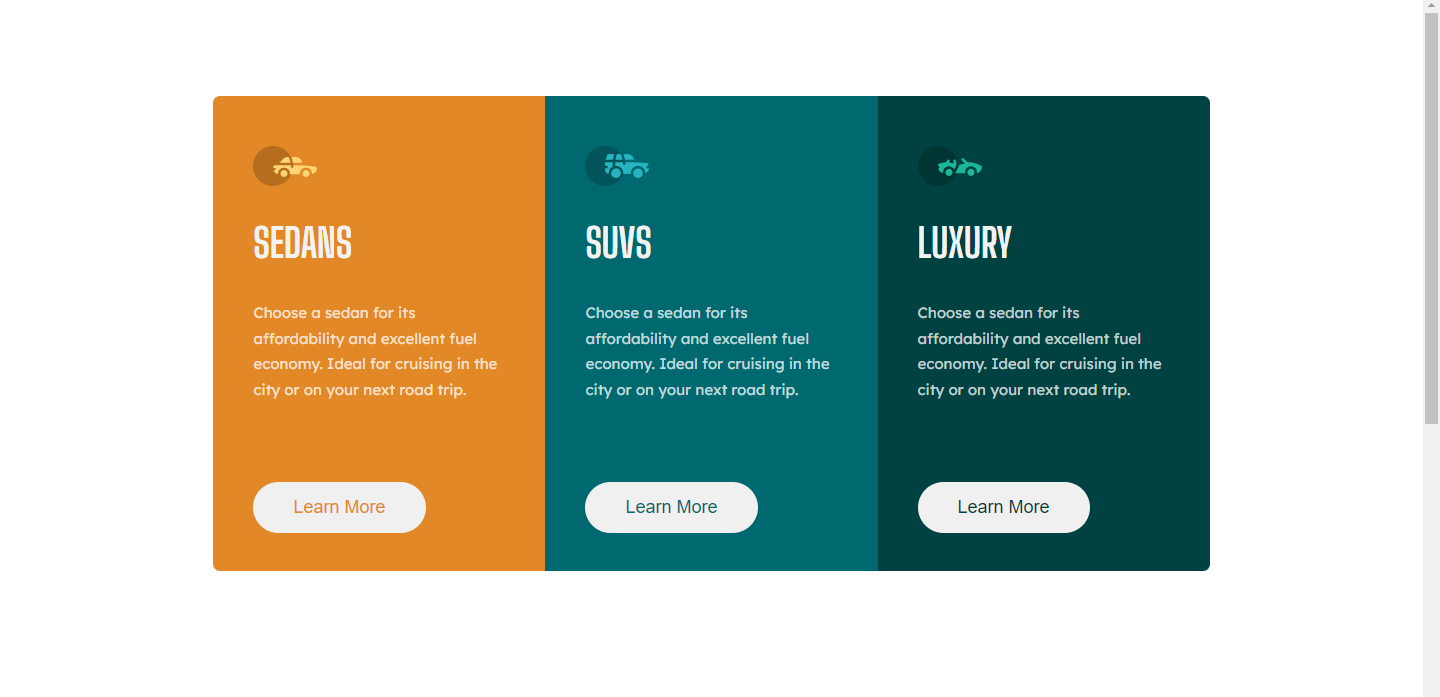 SEDANS
Choose a sedan for its
affordability and excellent fuel
economy. Ideal for cruising in the
city or on your next road trip.
Learn More
SUVS
Choose a sedan for its
affordability and excellent fuel
economy. Ideal for cruising in the
city or on your next road trip.
Learn More
LUXURY
Choose a sedan for its
affordability and excellent fuel
economy. Ideal for cruising in the
city or on your next road trip.
Learn More